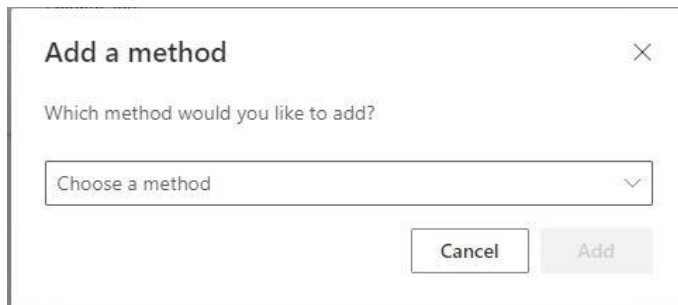 Add a method
Which method would you like to add?
Choose a method
Cancel
Add